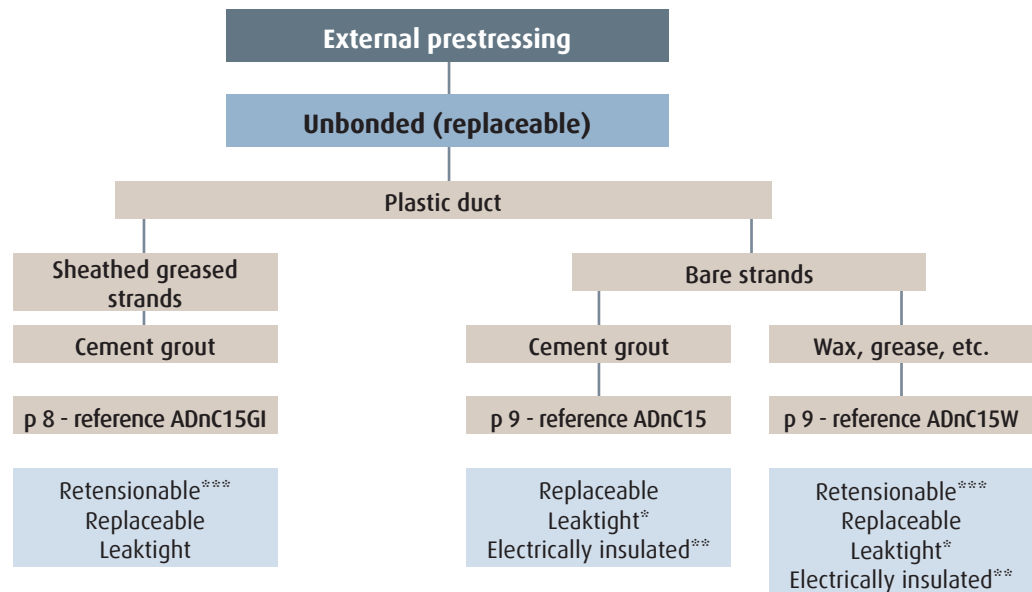 External prestressing
Unbonded (replaceable)
Plastic duct
Sheathed greased
strands
Cement grout
p 8 - reference ADnC15GI
Retensionable***
Replaceable
Leaktight
Bare strands
Cement grout
p 9 - reference ADnC15
Replaceable
Leaktight*
Electrically insulated**
Wax, grease, etc.
p 9 - reference ADnC15W
Retensionable***
Replaceable
Leaktight*
Electrically insulated**